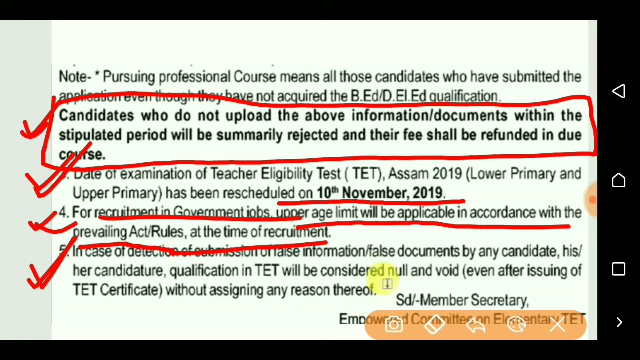 Note- * Pursuing professional Course means all those candidates who have submitted the
application even though they have not acquired the B.Ed/D.El.Ed qualification.
Candidates who do not upload the above information/documents within the
stipulated period will be summarily rejected and their fee shall be refunded in due
course.
Date of examination of Teacher Eligibility Test (TET), Assam 2019 (Lower Primary and
Upper Primary) has been rescheduled on 10th November, 2019.
4. For recruitment in Government jobs, upper age limit will be applicable in accordance with the
prevailing Act/Rules, at the time of recruitment.
5. In case of detection of submission of false information/false documents by any candidate, his/
her candidature, qualification in TET will be considered null and void (even after issuing of
TET Certificate) without assigning any reason thereof.
Sd/-Member Secretary,
Empowered Committee on Elementary TET